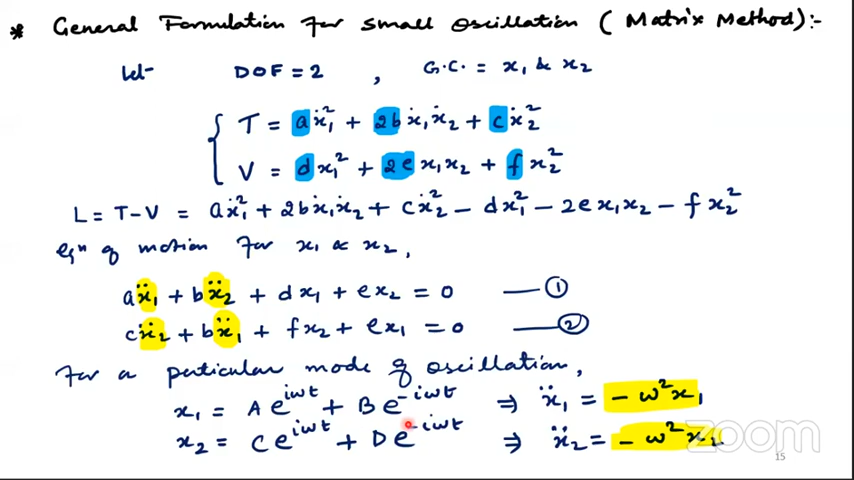 * General Formulation for Small Oscillation (Matrix Method):-
Let DOF = 2 , G.C. = x₁ & x₂
T = aẋ₁² + 2bẋ₁ẋ₂ + cẋ₂²
V = dx₁² + 2ex₁x₂ + fx₂²
L = T-V = aẋ₁² + 2bẋ₁ẋ₂ + cẋ₂² - dx₁² - 2ex₁x₂ - fx₂²
Eqⁿ of motion for x₁ & x₂,
aẍ₁ + bẍ₂ + dx₁ + ex₂ = 0 — ①
cẍ₂ + bẍ₁ + fx₂ + ex₁ = 0 — ②
For a particular mode of oscillation,
x₁ = Ae^{iωt} + Be^{-iωt} ⇒ ẍ₁ = -ω²x₁
x₂ = Ce^{iωt} + De^{-iωt} ⇒ ẍ₂ = -ω²x₂
zoom
15